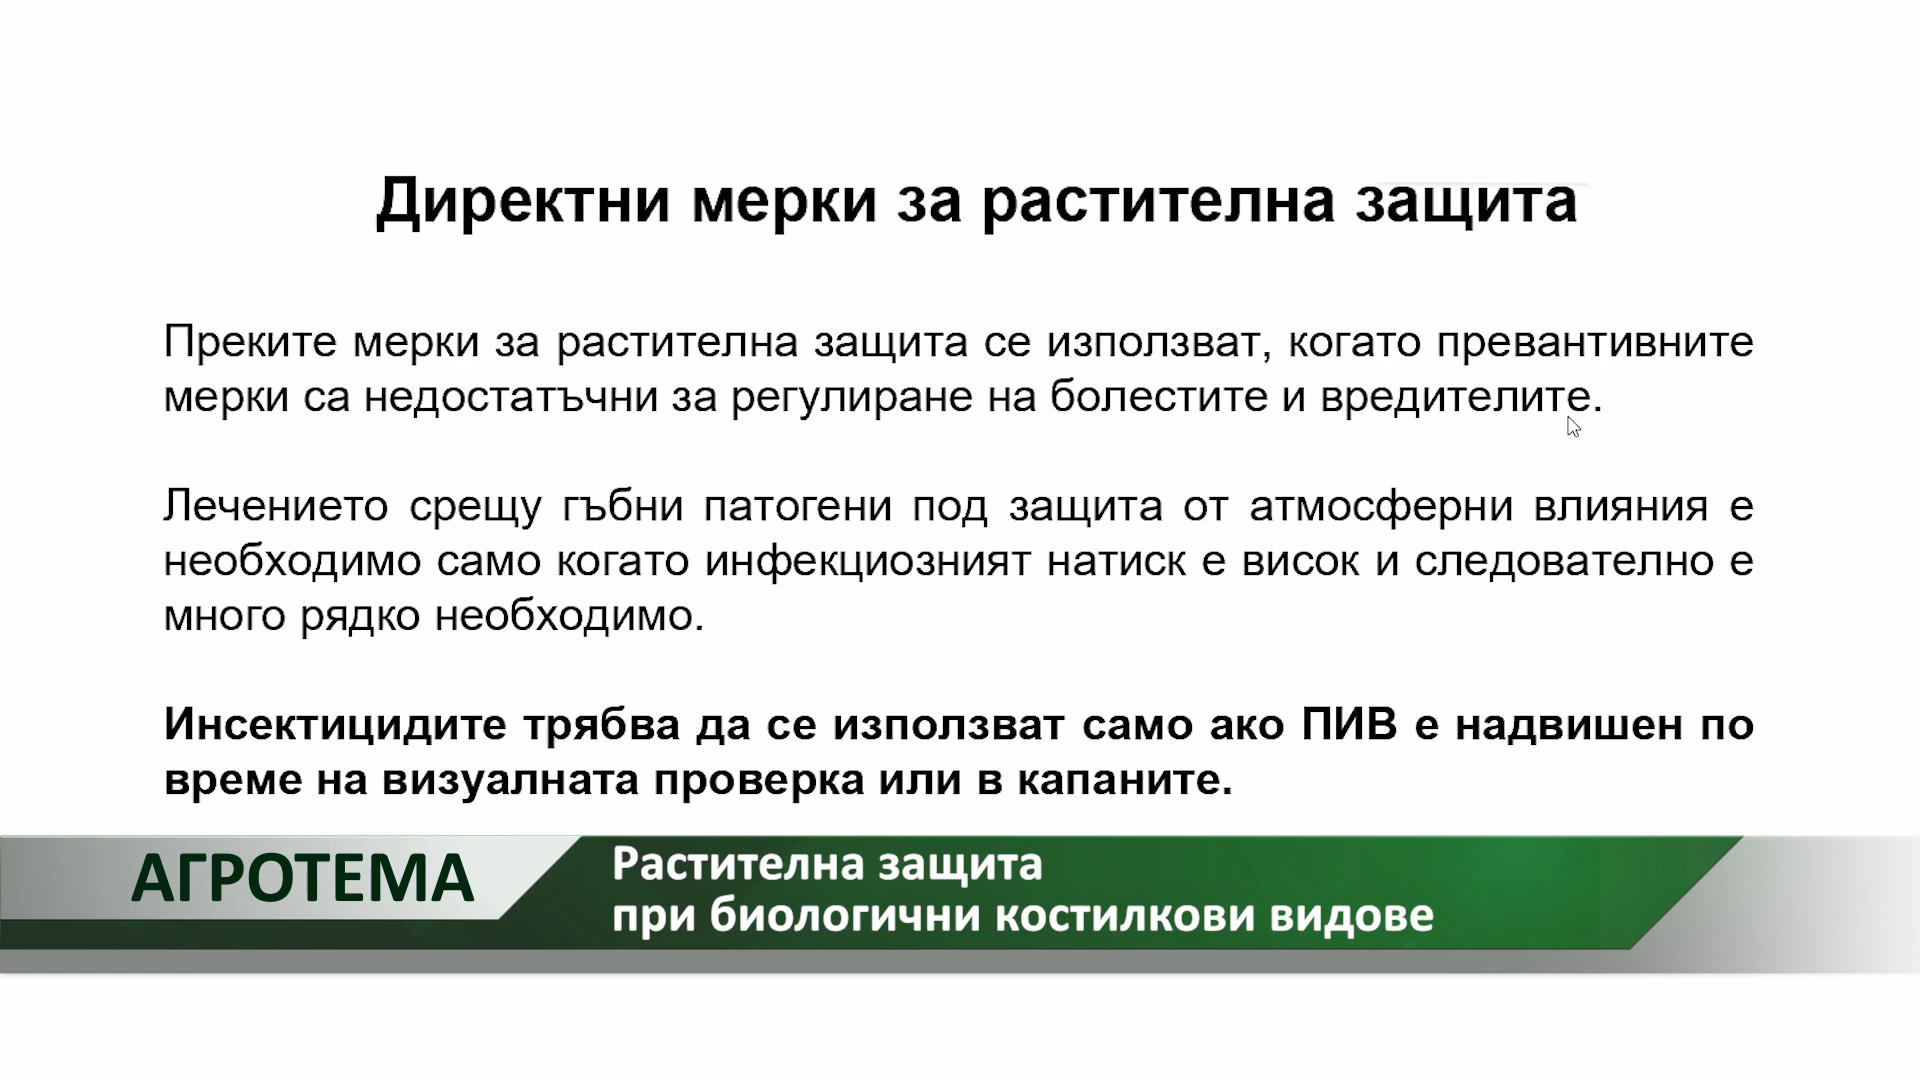 Директни мерки за растителна защита
Преките мерки за растителна защита се използват, когато превантивните
мерки са недостатъчни за регулиране на болестите и вредителите.
Лечението срещу гъбни патогени под защита от атмосферни влияния е
необходимо само когато инфекциозният натиск е висок и следователно е
много рядко необходимо.
Инсектицидите трябва да се използват само ако ПИВ е надвишен по
време на визуалната проверка или в капаните.
АГРОТЕМА
Растителна защита
при биологични костилкови видове